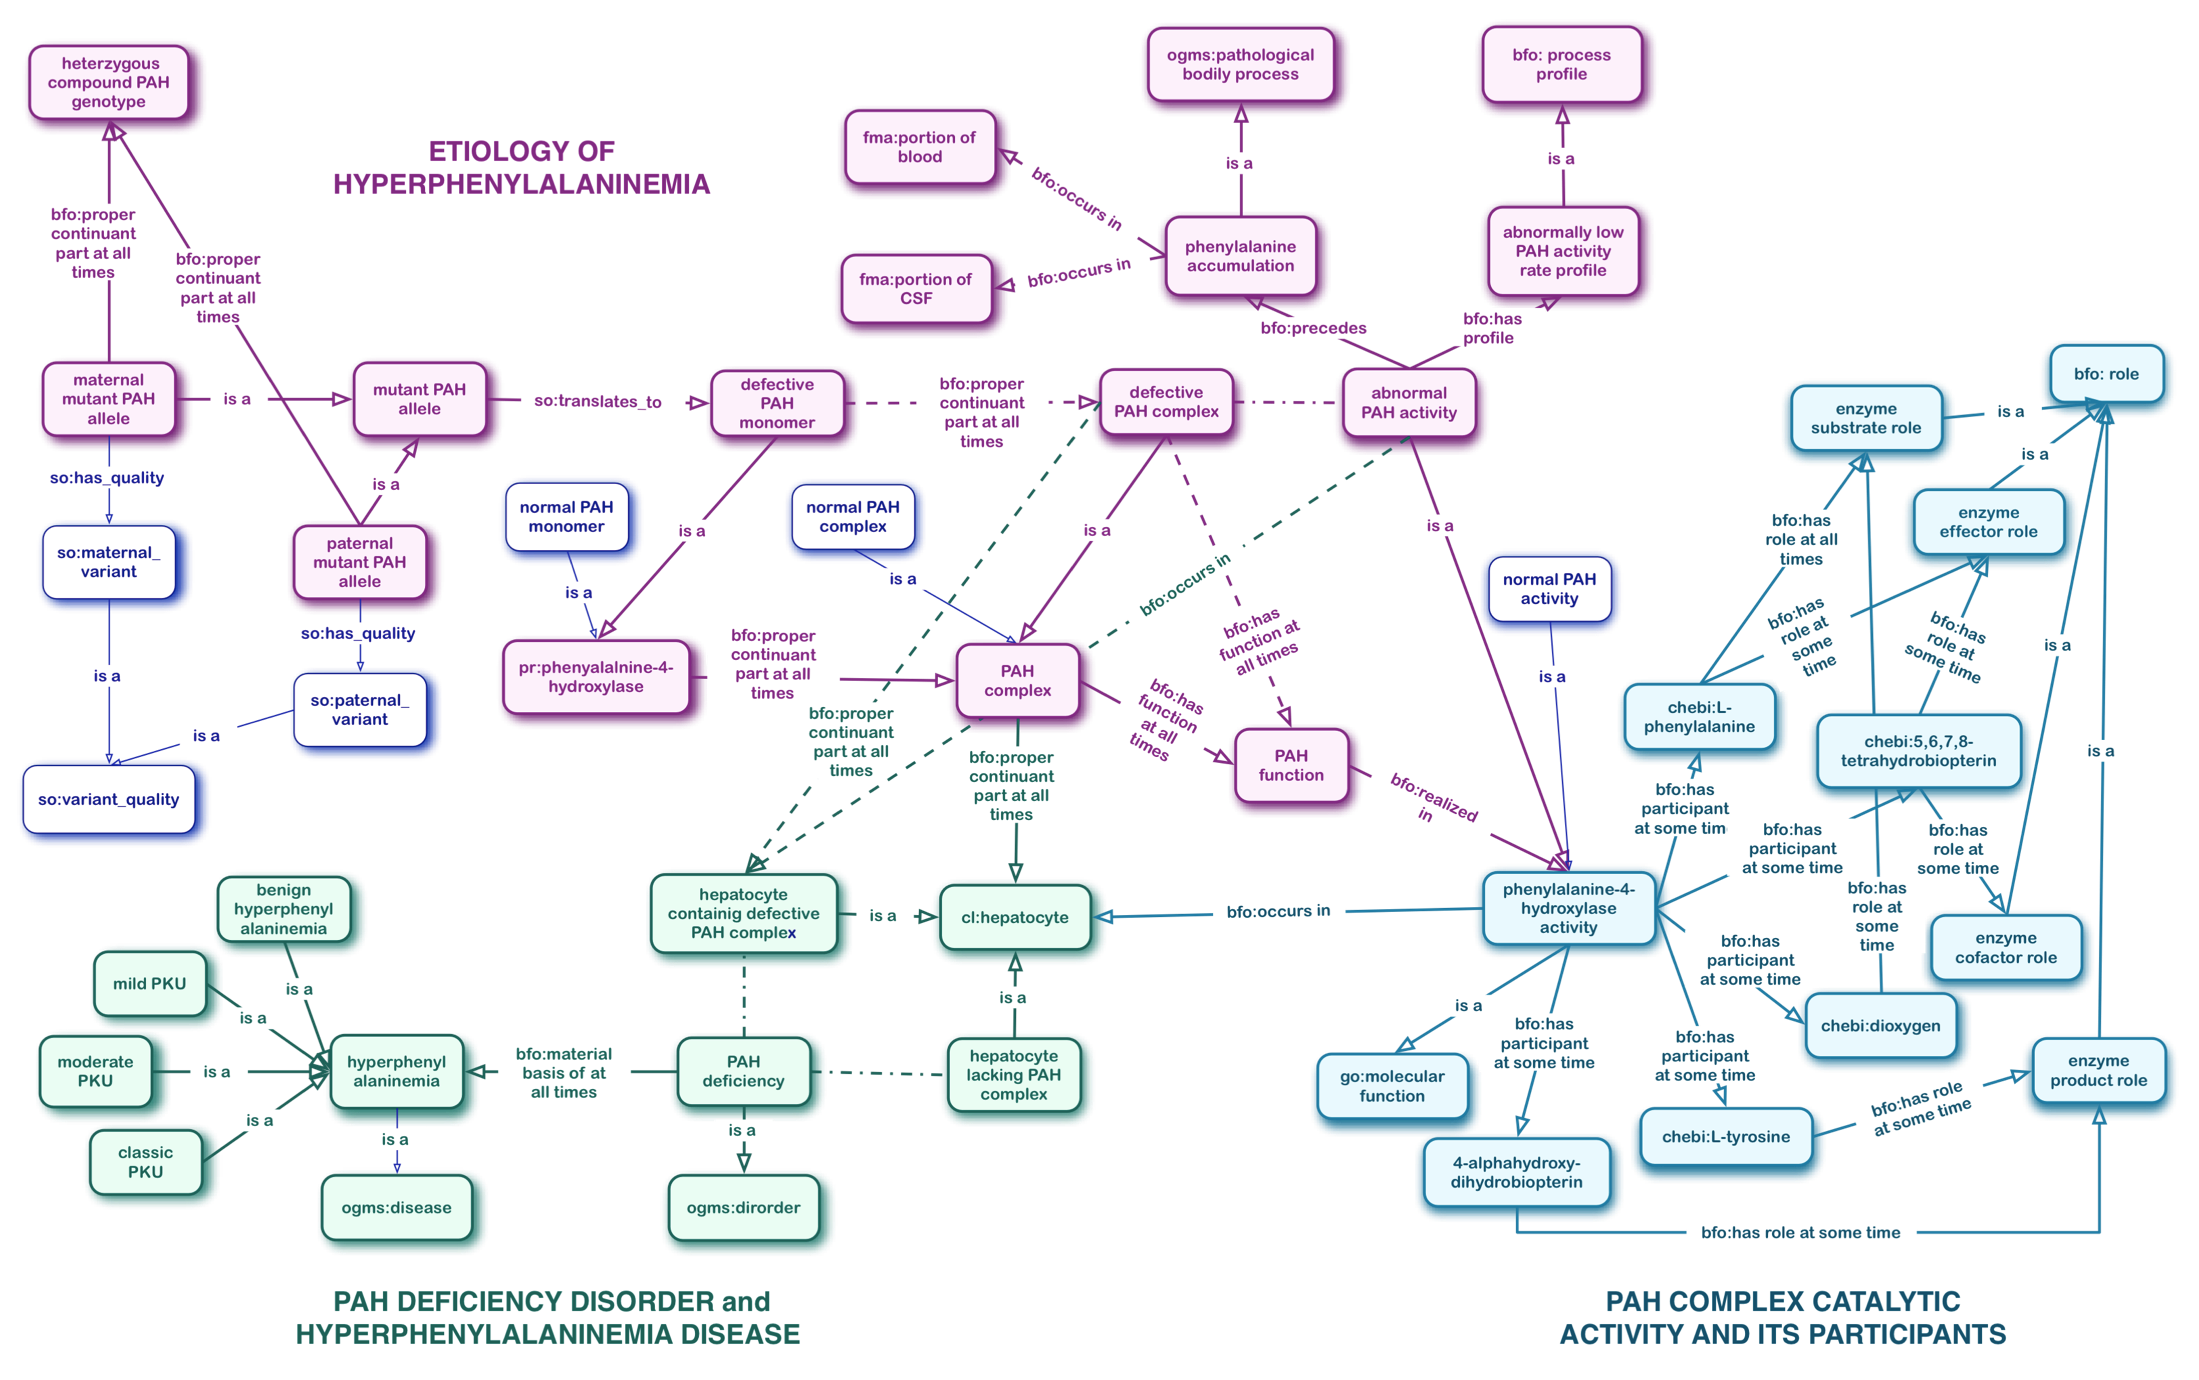 heterzygous
compound PAH
genotype
ETIOLOGY OF
HYPERPHENYLALANINEMIA
ogms:pathological
bodily process
bfo: process
profile
fma:portion of
blood
is a
is a
bfo:occurs in
fma:portion of
CSF
bfo:occurs in
phenylalanine
accumulation
abnormally low
PAH activity
rate profile
bfo:proper
continuant
part at all
times
bfo:proper
continuant
part at all
times
bfo:precedes
bfo:has
profile
maternal
mutant PAH
allele
is a
mutant PAH
allele
so:translates_to
defective
PAH
monomer
bfo:proper
continuant
part at all
times
defective
PAH complex
abnormal
PAH activity
so:has_quality
is a
so:maternal_
variant
paternal
mutant PAH
allele
is a
so:has_quality
so:paternal_
variant
is a
so:variant_quality
normal PAH
monomer
is a
is a
normal PAH
complex
is a
is a
bfo:occurs in
bfo:has
function at
all times
is a
normal PAH
activity
is a
pr:phenyalalnine-4-
hydroxylase
bfo:proper
continuant
part at all
times
PAH
complex
bfo:has
function
at all
times
PAH
function
bfo:realized
in
bfo:proper
continuant
part at all
times
bfo:proper
continuant
part at all
times
bfo: role
enzyme
substrate role
is a
is a
enzyme
effector role
bfo:has
role at all
times
bfo:has
role at
some
time
bfo:has
role at
some time
is a
is a
chebi:L-
phenylalanine
chebi:5,6,7,8-
tetrahydrobiopterin
bfo:has
participant
at some tim
bfo:has
participant
at some time
bfo:has
role at
some time
bfo:has
role at
some
time
phenylalanine-4-
hydroxylase
activity
bfo:has
participant
at some time
enzyme
cofactor role
chebi:dioxygen
is a
go:molecular
function
bfo:has
participant
at some time
bfo:has
participant
at some time
4-alphahydroxy-
dihydrobiopterin
chebi:L-tyrosine
bfo:has role
at some time
enzyme
product role
bfo:has role at some time
benign
hyperphenyl
alaninemia
is a
mild PKU
is a
moderate
PKU
is a
classic
PKU
is a
hyperphenyl
alaninemia
is a
ogms:disease
bfo:material
basis of at
all times
hepatocyte
containig defective
PAH complex
is a
cl:hepatocyte
bfo:occurs in
is a
PAH
deficiency
hepatocyte
lacking PAH
complex
is a
ogms:dirorder
PAH DEFICIENCY DISORDER and
HYPERPHENYLALANINEMIA DISEASE
PAH COMPLEX CATALYTIC
ACTIVITY AND ITS PARTICIPANTS